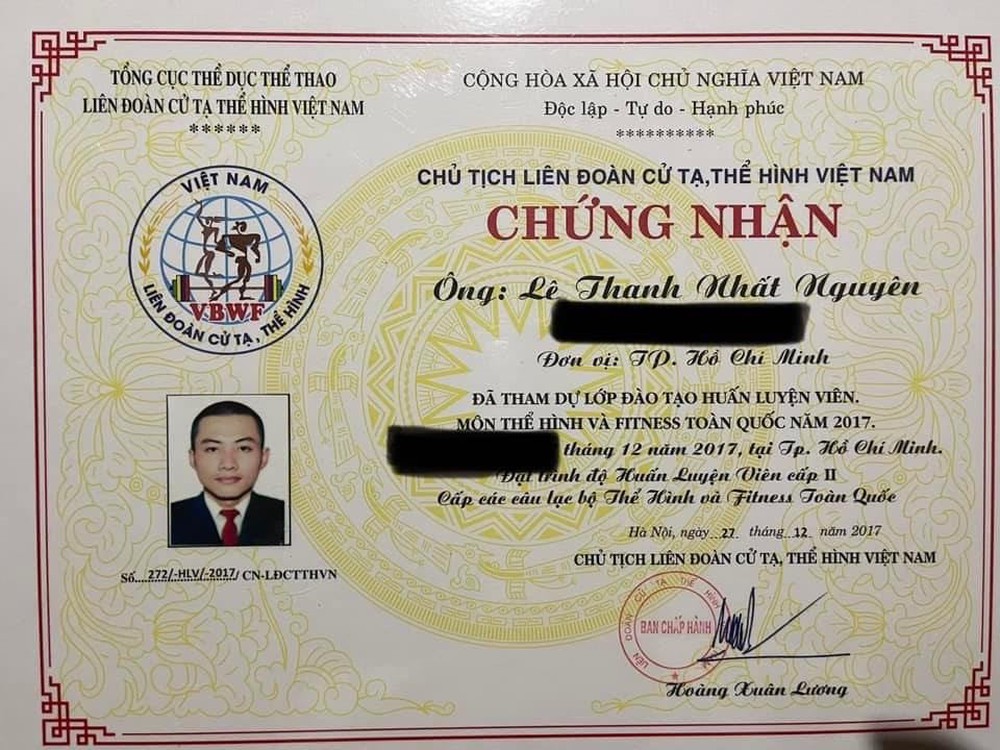 TỔNG CỤC THỂ DỤC THỂ THAO
LIÊN ĐOÀN CỬ TẠ THỂ HÌNH VIỆT NAM
******
CỘNG HÒA XÃ HỘI CHỦ NGHĨA VIỆT NAM
Độc lập - Tự do - Hạnh phúc
**********
VIỆT NAM
VBWF
LIÊN ĐOÀN CỬ TẠ, THỂ HÌNH
CHỦ TỊCH LIÊN ĐOÀN CỬ TẠ,THỂ HÌNH VIỆT NAM
CHỨNG NHẬN
Ông: Lê Thanh Nhất Nguyên
Đơn vị: TP. Hồ Chí Minh
ĐÃ THAM DỰ LỚP ĐÀO TẠO HUẤN LUYỆN VIÊN.
MÔN THỂ HÌNH VÀ FITNESS TOÀN QUỐC NĂM 2017.
tháng 12 năm 2017, tại Tp. Hồ Chí Minh.
Đạt trình độ Huấn Luyện Viên cấp II
Cấp các câu lạc bộ Thể Hình và Fitness Toàn Quốc
Hà Nội, ngày..27. tháng..12. năm 2017
CHỦ TỊCH LIÊN ĐOÀN CỬ TẠ, THỂ HÌNH VIỆT NAM
Số...272/-HLV/-2017/ CN-LĐCTTHVN
LIÊN ĐOÀN CỬ TẠ THỂ HÌNH
BAN CHẤP HÀNH
Hoàng Xuân Lương